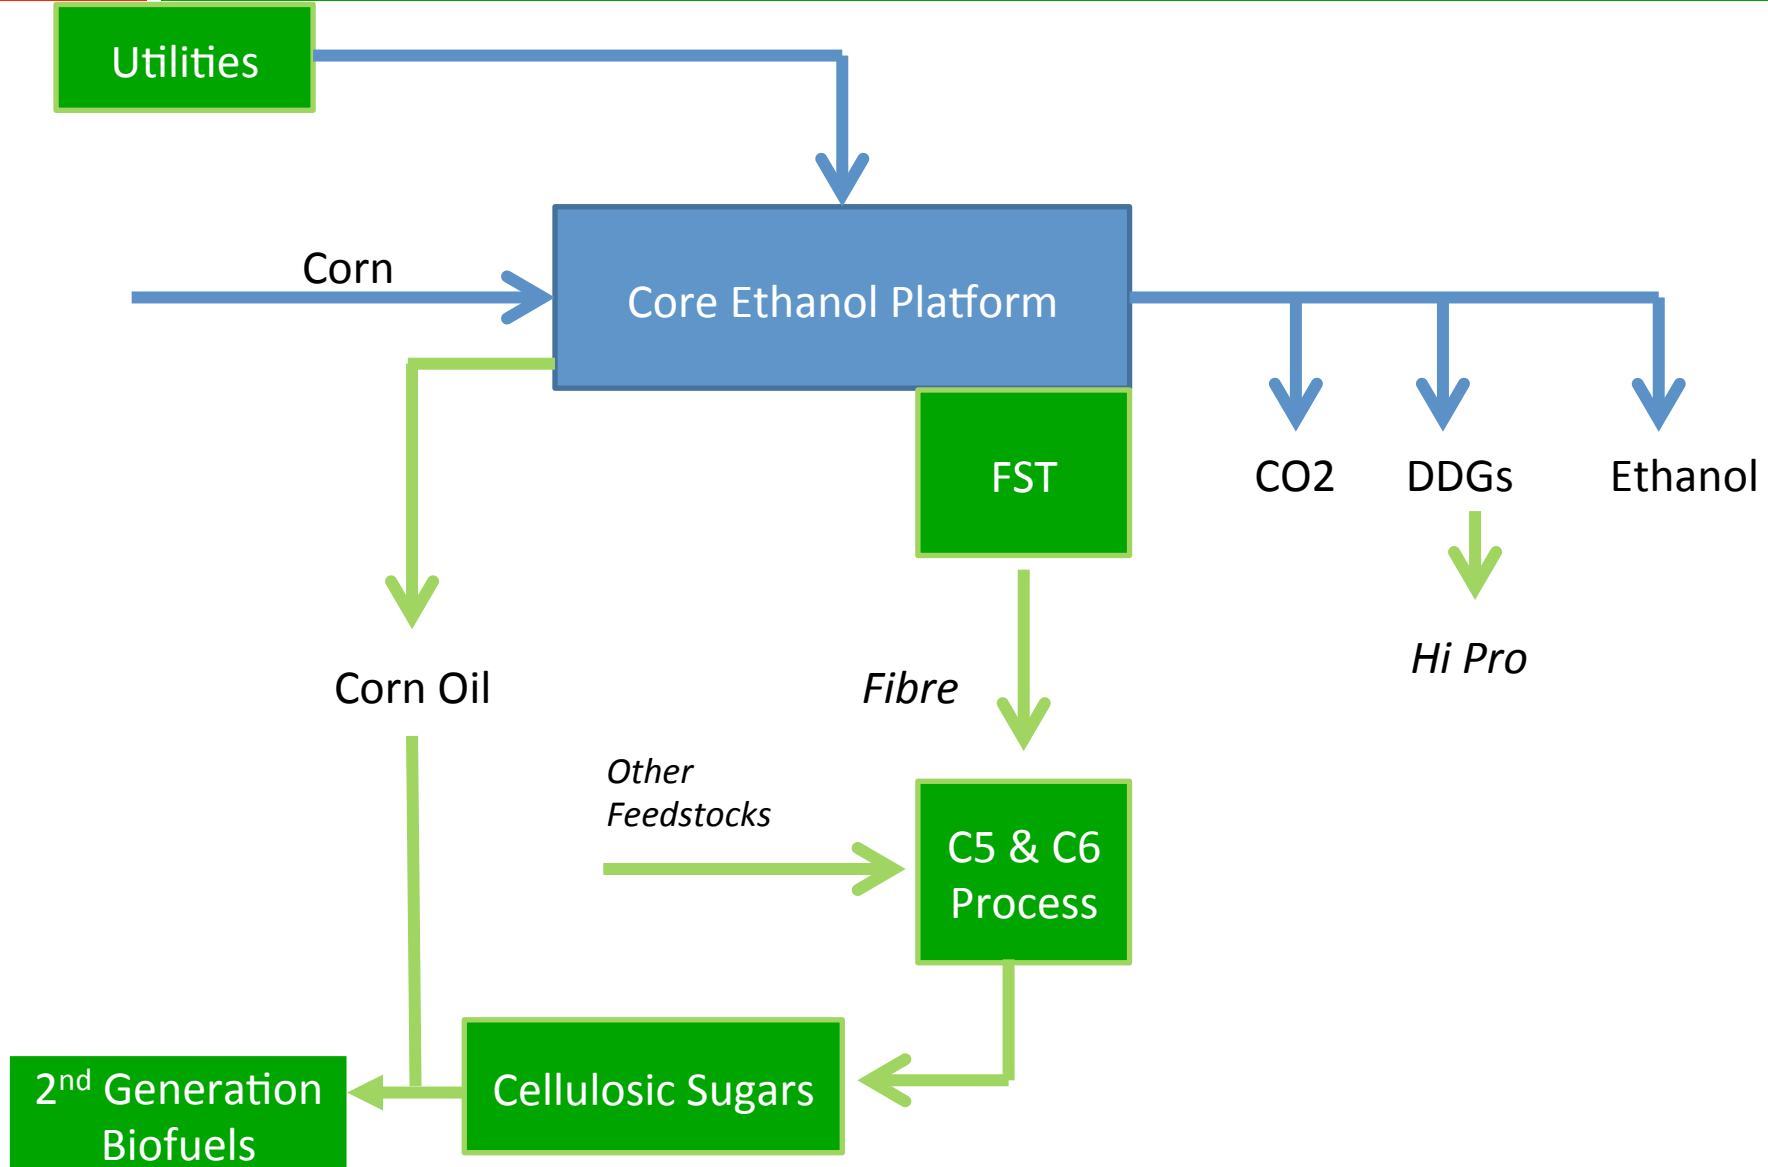 Utilities
Corn
Core Ethanol Platform
FST
CO2
DDGs
Ethanol
Hi Pro
Corn Oil
Fibre
Other
Feedstocks
C5 & C6
Process
Cellulosic Sugars
2nd Generation
Biofuels